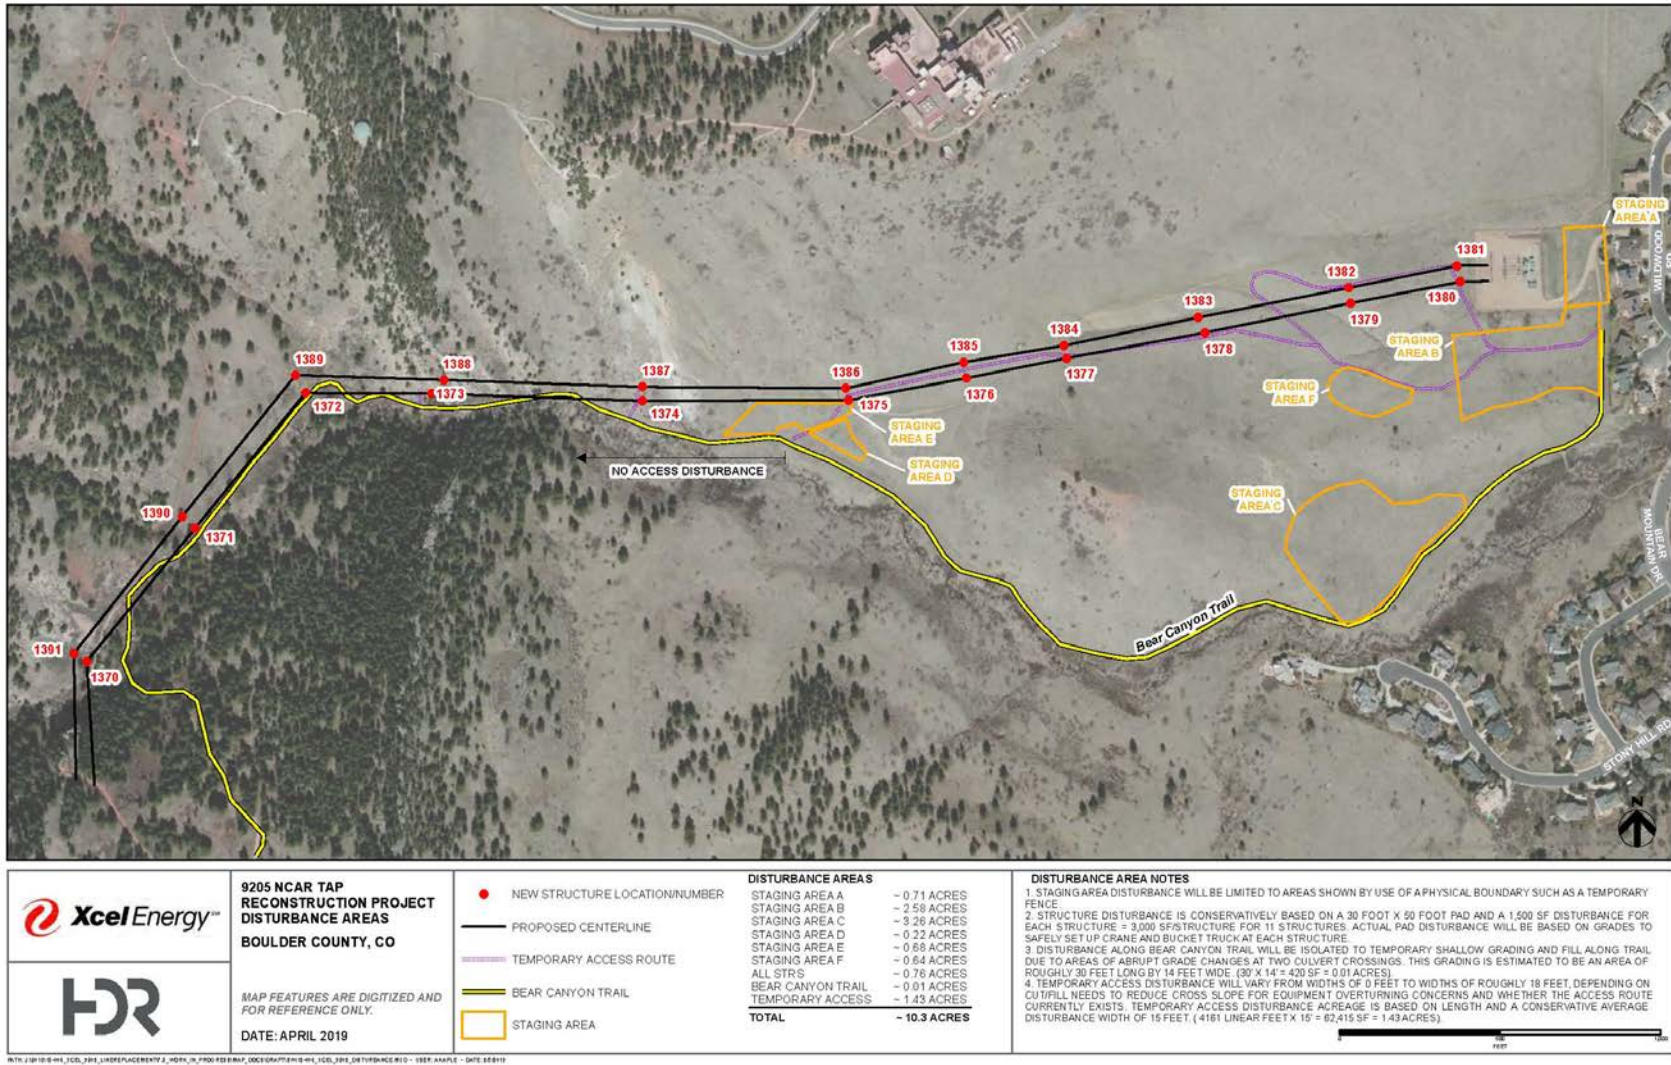 STAGING
AREA A
WILDWOOD
RD
1381
1382
1380
1383
1379
1384
1378
STAGING
AREA B
1385
1377
1389
1388
1387
1386
1376
STAGING
AREA F
1372
1373
1374
1375
STAGING
AREA E
NO ACCESS DISTURBANCE
STAGING
AREA D
STAGING
AREA C
1390
1371
BEAR
MOUNTAIN DR
Bear Canyon Trail
1391
1370
STONY HILL RD
N
XcelEnergy SM
HDR
9205 NCAR TAP
RECONSTRUCTION PROJECT
DISTURBANCE AREAS
BOULDER COUNTY, CO
MAP FEATURES ARE DIGITIZED AND
FOR REFERENCE ONLY.
DATE: APRIL 2019
NEW STRUCTURE LOCATION/NUMBER
PROPOSED CENTERLINE
TEMPORARY ACCESS ROUTE
BEAR CANYON TRAIL
STAGING AREA
DISTURBANCE AREAS
STAGING AREA A ~ 0.71 ACRES
STAGING AREA B ~ 2.58 ACRES
STAGING AREA C ~ 3.26 ACRES
STAGING AREA D ~ 0.22 ACRES
STAGING AREA E ~ 0.68 ACRES
STAGING AREA F ~ 0.64 ACRES
ALL STRS ~ 0.76 ACRES
BEAR CANYON TRAIL ~ 0.01 ACRES
TEMPORARY ACCESS ~ 1.43 ACRES
TOTAL ~ 10.3 ACRES
DISTURBANCE AREA NOTES
1. STAGING AREA DISTURBANCE WILL BE LIMITED TO AREAS SHOWN BY USE OF A PHYSICAL BOUNDARY SUCH AS A TEMPORARY
FENCE.
2. STRUCTURE DISTURBANCE IS CONSERVATIVELY BASED ON A 30 FOOT X 50 FOOT PAD AND A 1,500 SF DISTURBANCE FOR
EACH STRUCTURE = 3,000 SF/STRUCTURE FOR 11 STRUCTURES. ACTUAL PAD DISTURBANCE WILL BE BASED ON GRADES TO
SAFELY SET UP CRANE AND BUCKET TRUCK AT EACH STRUCTURE.
3. DISTURBANCE ALONG BEAR CANYON TRAIL WILL BE ISOLATED TO TEMPORARY SHALLOW GRADING AND FILL ALONG TRAIL
DUE TO AREAS OF ABRUPT GRADE CHANGES AT TWO CULVERT CROSSINGS. THIS GRADING IS ESTIMATED TO BE AN AREA OF
ROUGHLY 30 FEET LONG BY 14 FEET WIDE. (30' X 14' = 420 SF = 0.01 ACRES).
4. TEMPORARY ACCESS DISTURBANCE WILL VARY FROM WIDTHS OF 0 FEET TO WIDTHS OF ROUGHLY 18 FEET, DEPENDING ON
CUT/FILL NEEDS TO REDUCE CROSS SLOPE FOR EQUIPMENT OVERTURNING CONCERNS AND WHETHER THE ACCESS ROUTE
CURRENTLY EXISTS. TEMPORARY ACCESS DISTURBANCE ACREAGE IS BASED ON LENGTH AND A CONSERVATIVE AVERAGE
DISTURBANCE WIDTH OF 15 FEET. ( 4161 LINEAR FEET X 15' = 62,415 SF = 1.43 ACRES).
0
FEET